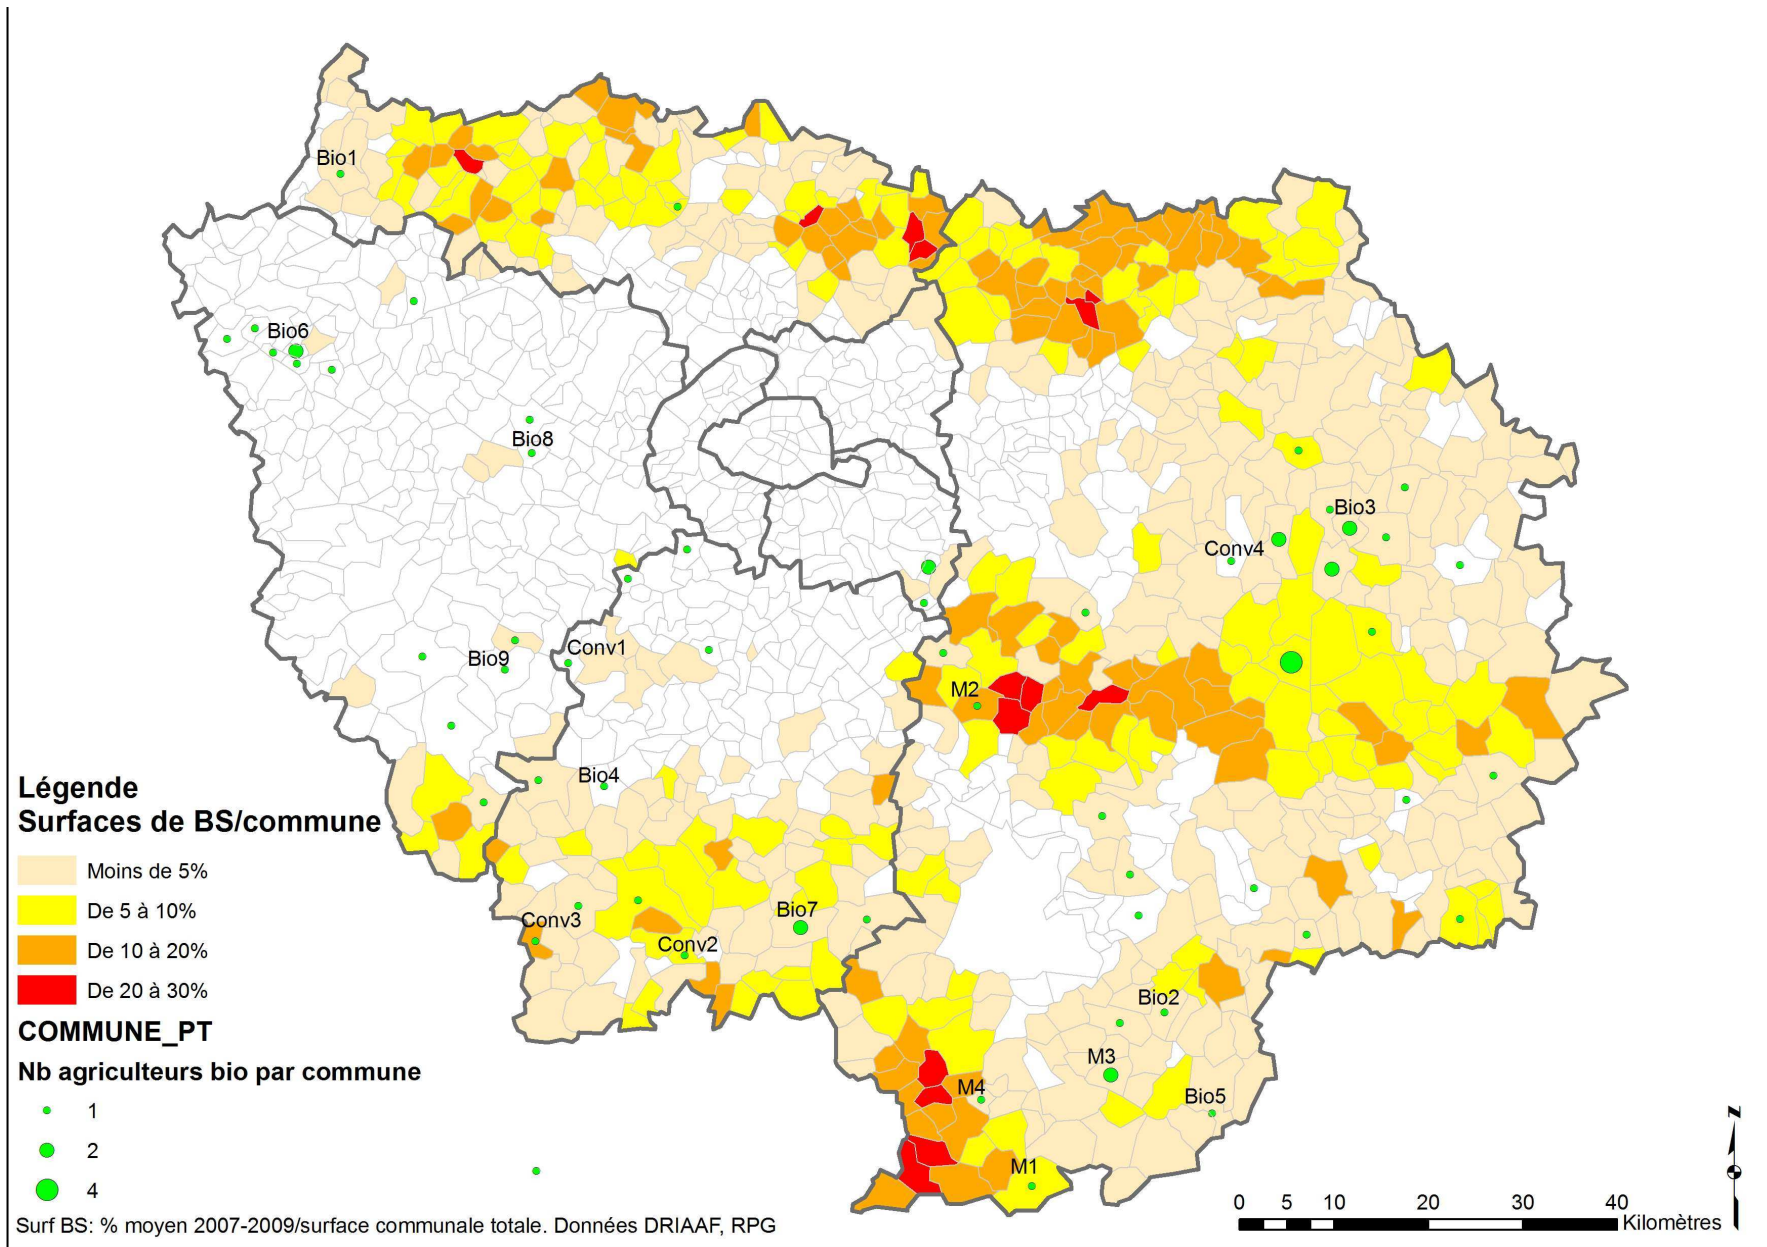 Bio1
Bio6
Bio8
Bio3
Conv4
Conv1
Bio9
M2
Bio4
Légende
Surfaces de BS/commune
Moins de 5%
De 5 à 10%
De 10 à 20%
De 20 à 30%
Bio7
Conv3
Conv2
Bio2
M3
M4
Bio5
M1
COMMUNE_PT
Nb agriculteurs bio par commune
1
2
4
N
0 5 10 20 30 40
Kilomètres
Surf BS: % moyen 2007-2009/surface communale totale. Données DRIAAF, RPG